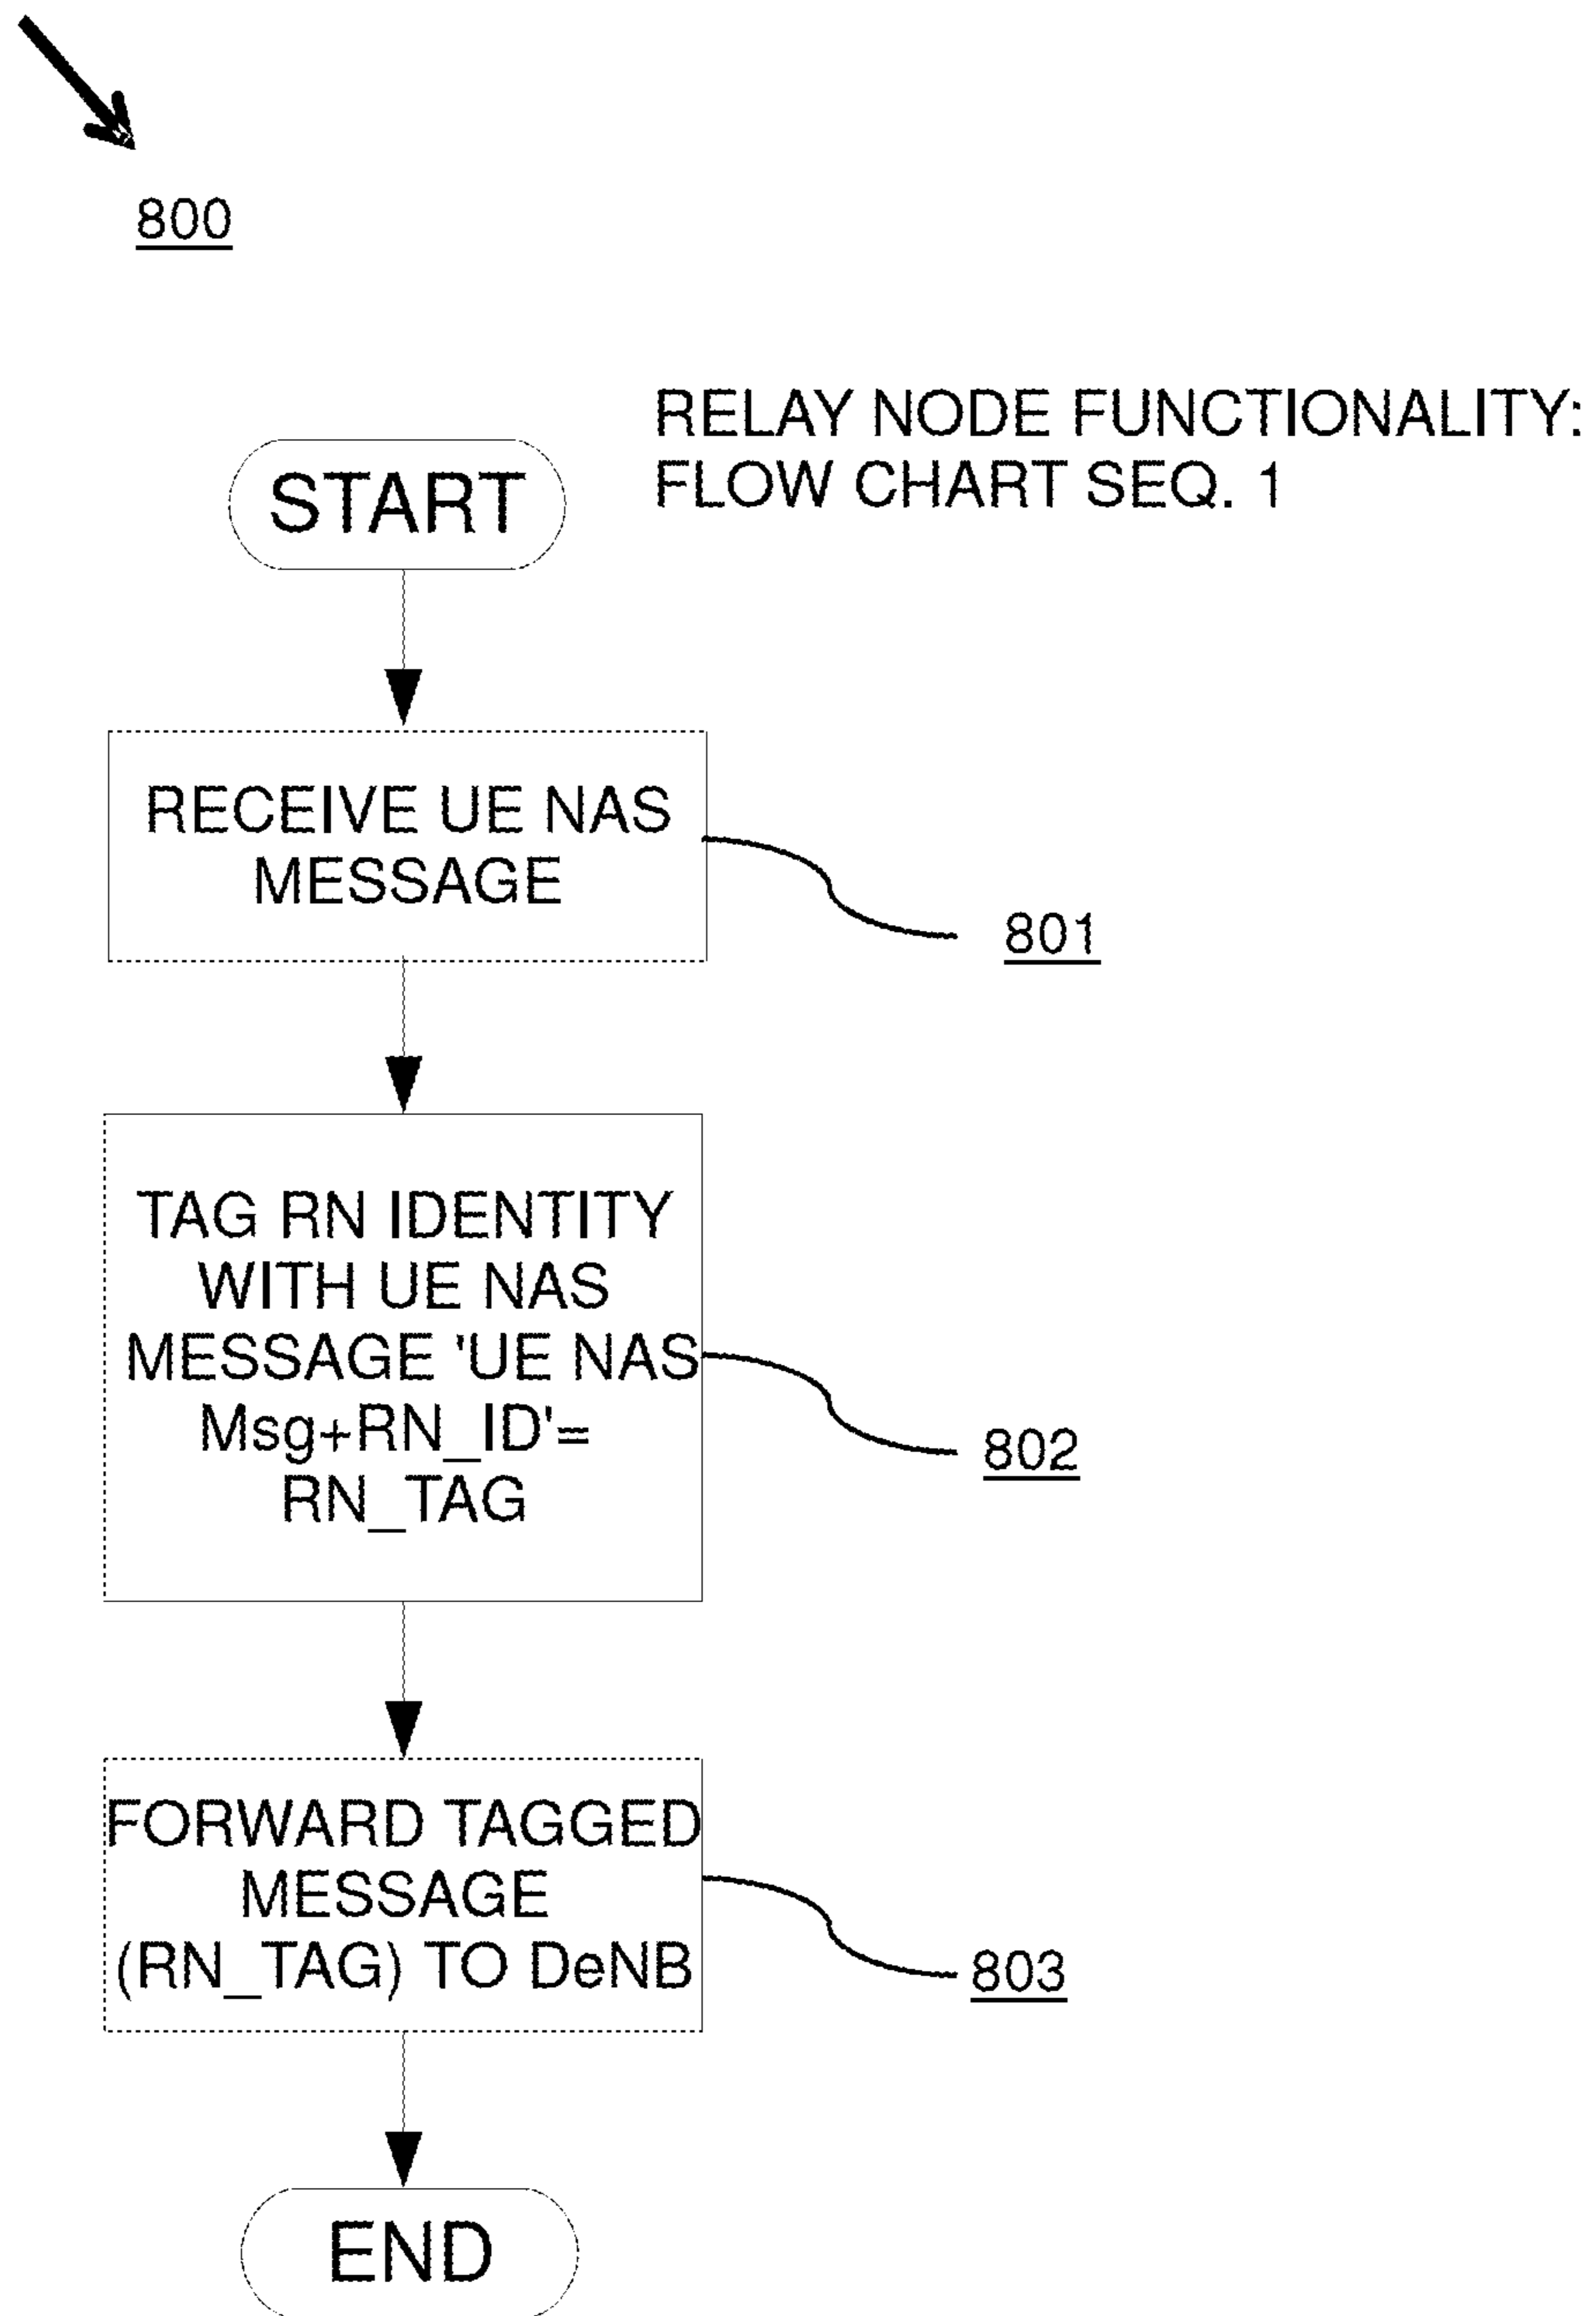 800
RELAY NODE FUNCTIONALITY:
FLOW CHART SEQ. 1
START
RECEIVE UE NAS
MESSAGE
801
TAG RN IDENTITY
WITH UE NAS
MESSAGE 'UE NAS
Msg+RN_ID'=
RN_TAG
802
FORWARD TAGGED
MESSAGE
(RN_TAG) TO DeNB
803
END